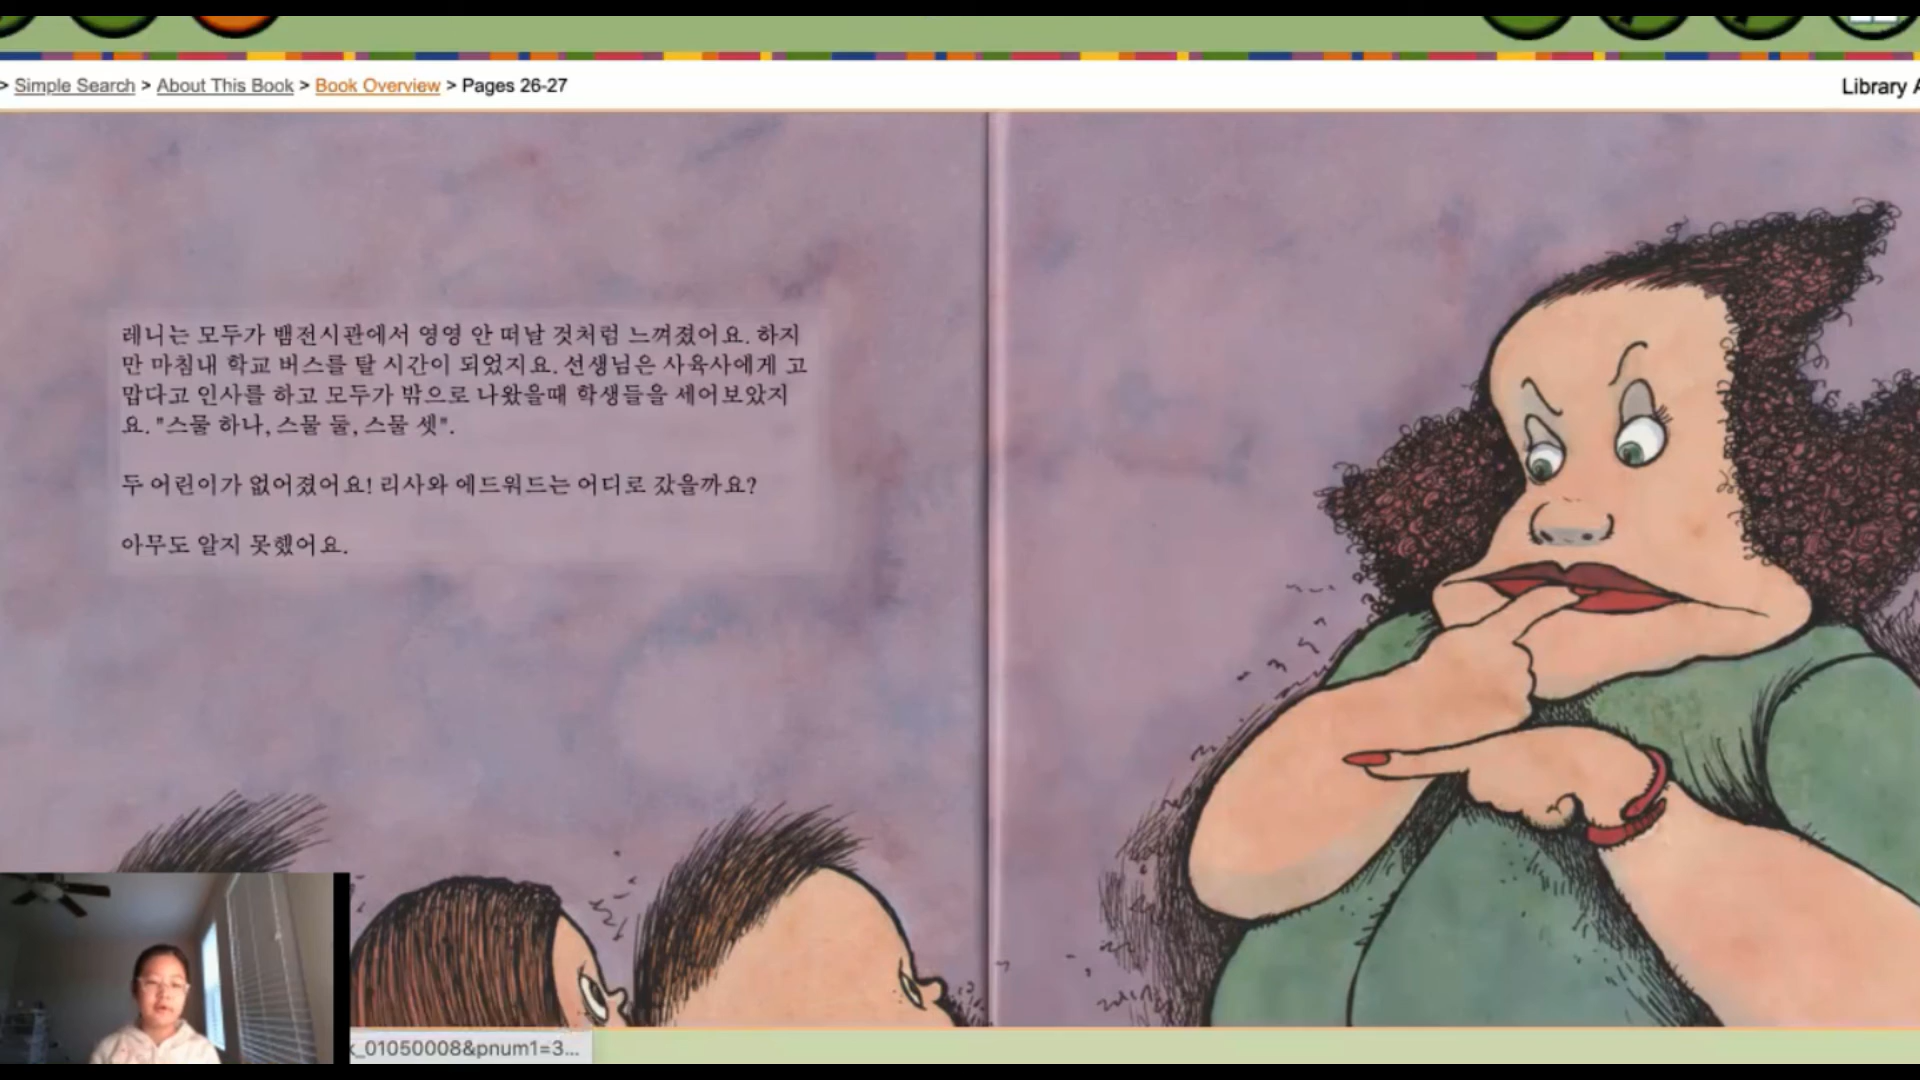 > Simple Search > About This Book > Book Overview > Pages 26-27
Library A
레니는 모두가 뱀전시관에서 영영 안 떠날 것처럼 느껴졌어요. 하지
만 마침내 학교 버스를 탈 시간이 되었지요. 선생님은 사육사에게 고
맙다고 인사를 하고 모두가 밖으로 나왔을때 학생들을 세어보았지
요. "스물 하나, 스물 둘, 스물 셋".
두 어린이가 없어졌어요! 리사와 에드워드는 어디로 갔을까요?
아무도 알지 못했어요.
k_01050008&pnum1=3...